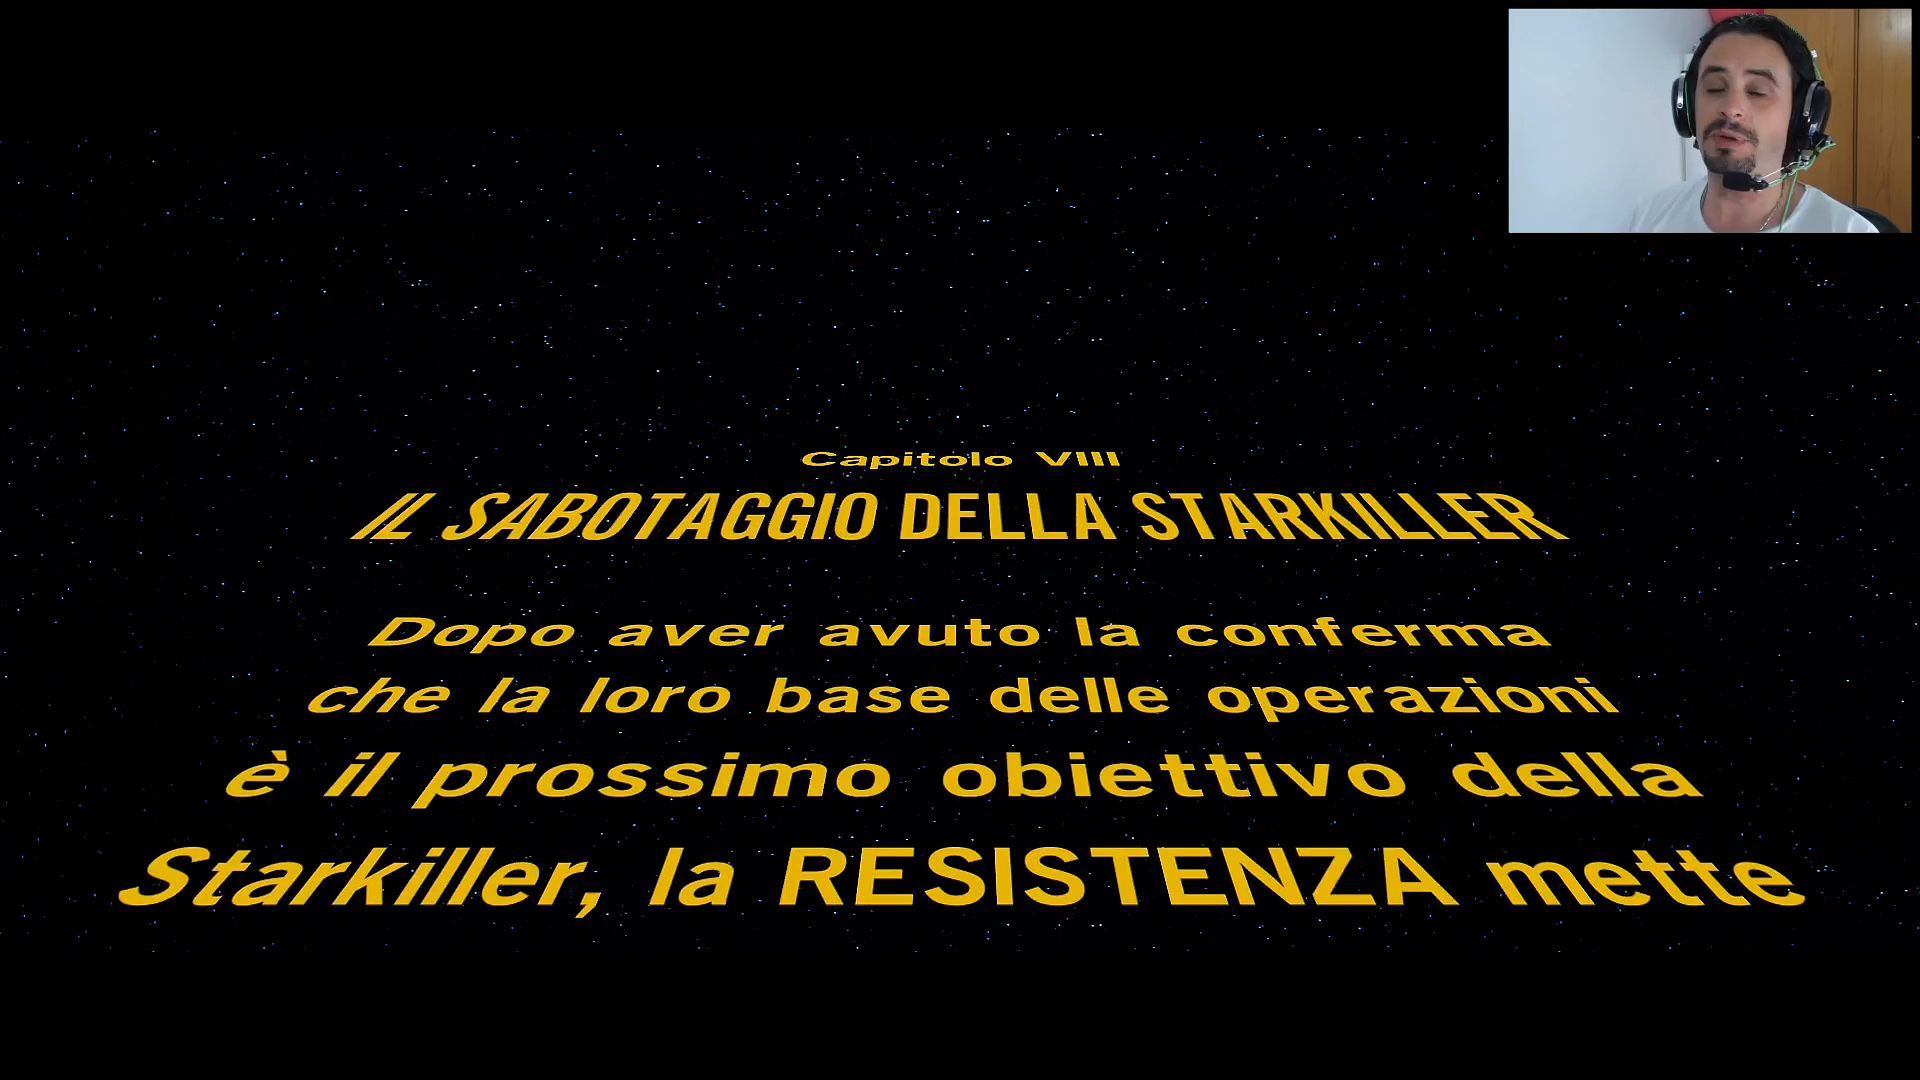 Capitolo VIII
IL SABOTAGGIO DELLA STARKILLER
Dopo aver avuto la conferma
che la loro base delle operazioni
è il prossimo obiettivo della
Starkiller, la RESISTENZA mette